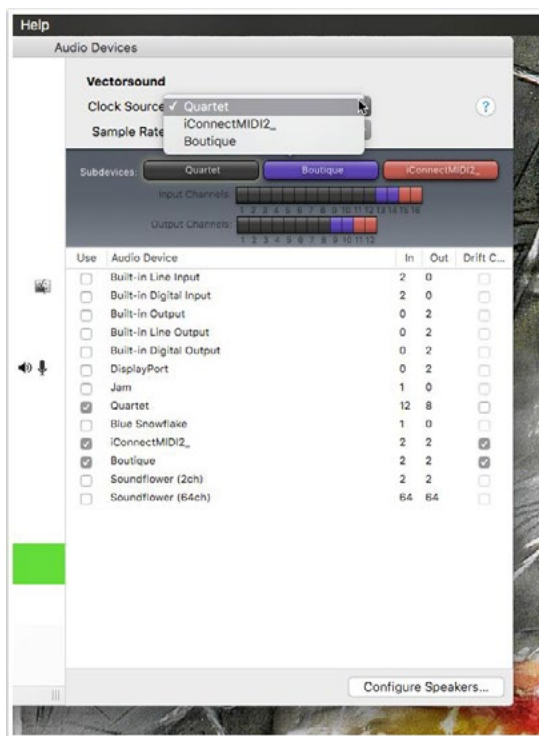 Help
Audio Devices
Vectorsound
Clock Source ✓ Quartet
iConnectMIDI2_
Sample Rate
Boutique
?
Subdevices: Quartet Boutique iConnectMIDI2_
Input Channels:
1 2 3 4 5 6 7 8 9 10 11 12 13 14 15 16
Output Channels:
1 2 3 4 5 6 7 8 9 10 11 12
Use Audio Device In Out Drift C...
Built-in Line Input 2 0
Built-in Digital Input 2 0
Built-in Output 0 2
Built-in Line Output 0 2
Built-in Digital Output 0 2
DisplayPort 0 2
Jam 1 0
Quartet 12 8
Blue Snowflake 1 0
iConnectMIDI2_ 2 2
Boutique 2 2
Soundflower (2ch) 2 2
Soundflower (64ch) 64 64
Configure Speakers...